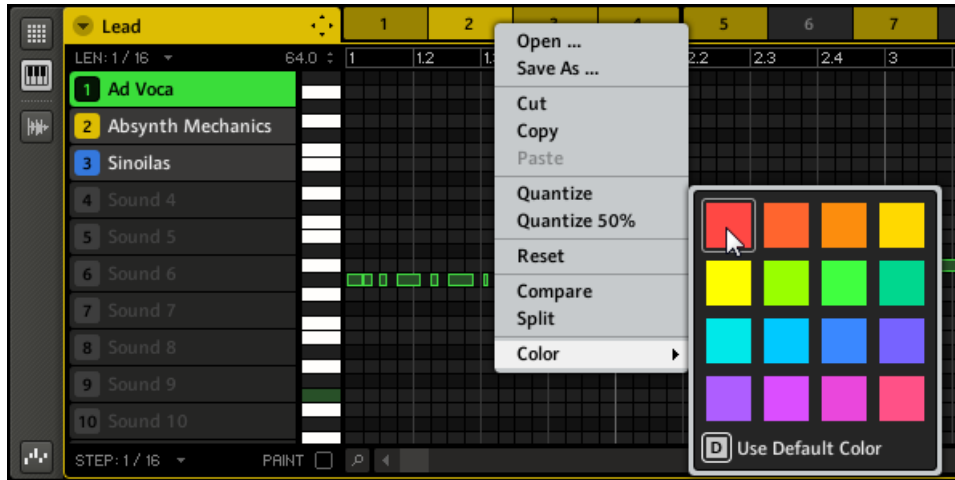 Lead
1 2 5 6 7
LEN: 1 / 16 64.0 1 1.2 1. 2.2 2.3 2.4 3
1 Ad Voca
2 Absynth Mechanics
3 Sinoilas
4 Sound 4
5 Sound 5
6 Sound 6
7 Sound 7
8 Sound 8
9 Sound 9
10 Sound 10
STEP: 1 / 16 PAINT
Open ...
Save As ...
Cut
Copy
Paste
Quantize
Quantize 50%
Reset
Compare
Split
Color
D Use Default Color